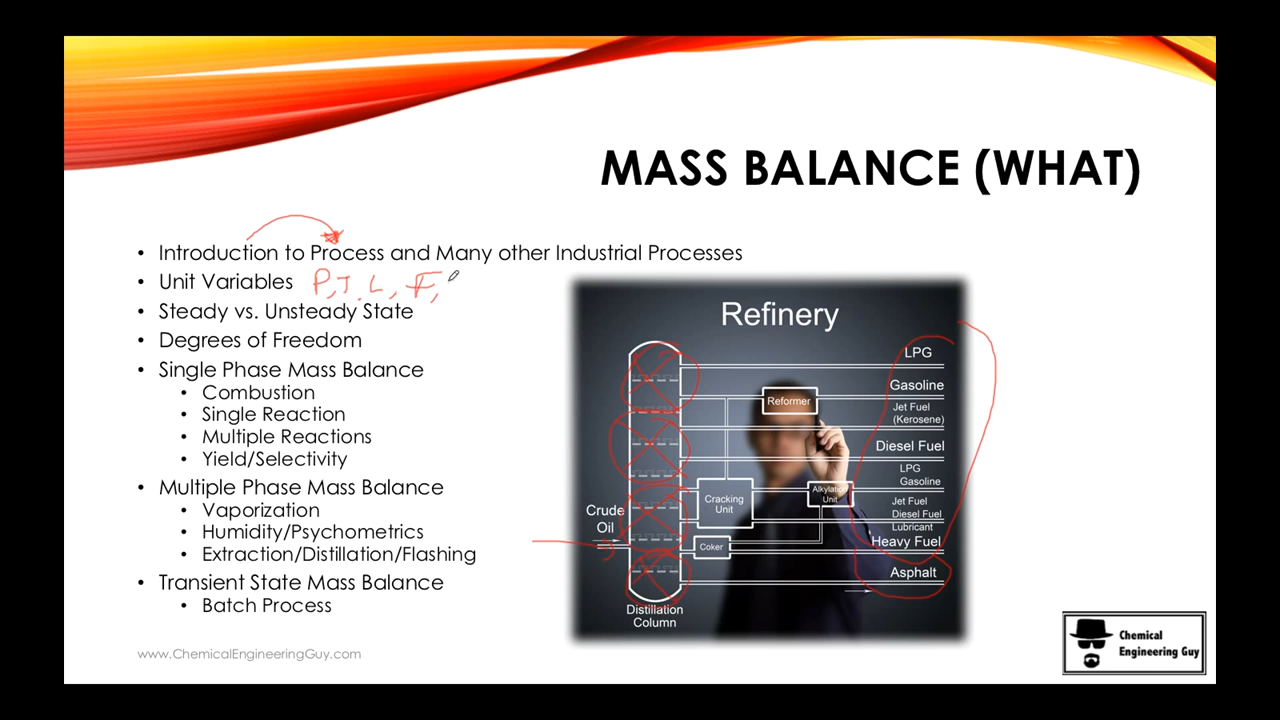 MASS BALANCE (WHAT)
• Introduction to Process and Many other Industrial Processes
• Unit Variables P, T, L, F,
• Steady vs. Unsteady State
• Degrees of Freedom
• Single Phase Mass Balance
• Combustion
• Single Reaction
• Multiple Reactions
• Yield/Selectivity
• Multiple Phase Mass Balance
• Vaporization
• Humidity/Psychometrics
• Extraction/Distillation/Flashing
• Transient State Mass Balance
• Batch Process
Refinery
LPG
Gasoline
Reformer
Jet Fuel
(Kerosene)
Diesel Fuel
LPG
Gasoline
Alkylation
Unit
Cracking
Unit
Jet Fuel
Diesel Fuel
Crude
Oil
Lubricant
Heavy Fuel
Coker
Asphalt
Distillation
Column
www.ChemicalEngineeringGuy.com
Chemical
Engineering Guy